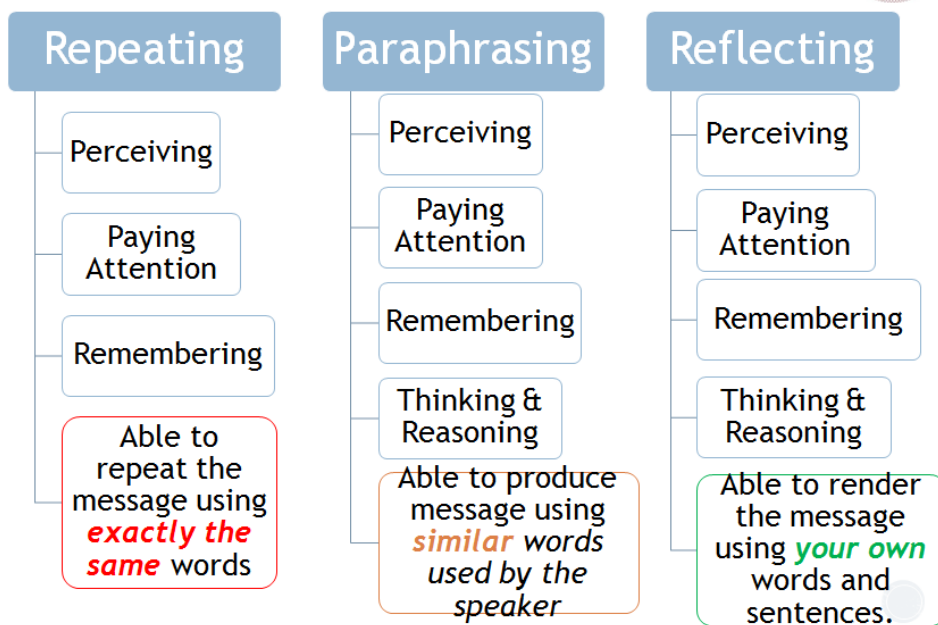 Repeating
Perceiving
Paying
Attention
Remembering
Able to
repeat the
message using
exactly the
same words
Paraphrasing
Perceiving
Paying
Attention
Remembering
Thinking &
Reasoning
Able to produce
message using
similar words
used by the
speaker
Reflecting
Perceiving
Paying
Attention
Remembering
Thinking &
Reasoning
Able to render
the message
using your own
words and
sentences.